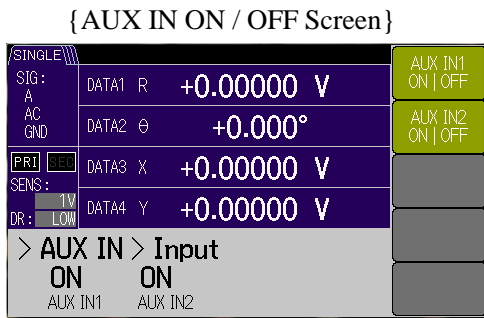 {AUX IN ON / OFF Screen}
SINGLE
SIG:
A
AC
GND
DATA1 R +0.00000 V
DATA2 θ +0.000°
PRI SEC
SENS:
1V
DR: LOW
DATA3 X +0.00000 V
DATA4 Y +0.00000 V
> AUX IN > Input
ON ON
AUX IN1 AUX IN2
AUX IN1
ON | OFF
AUX IN2
ON | OFF